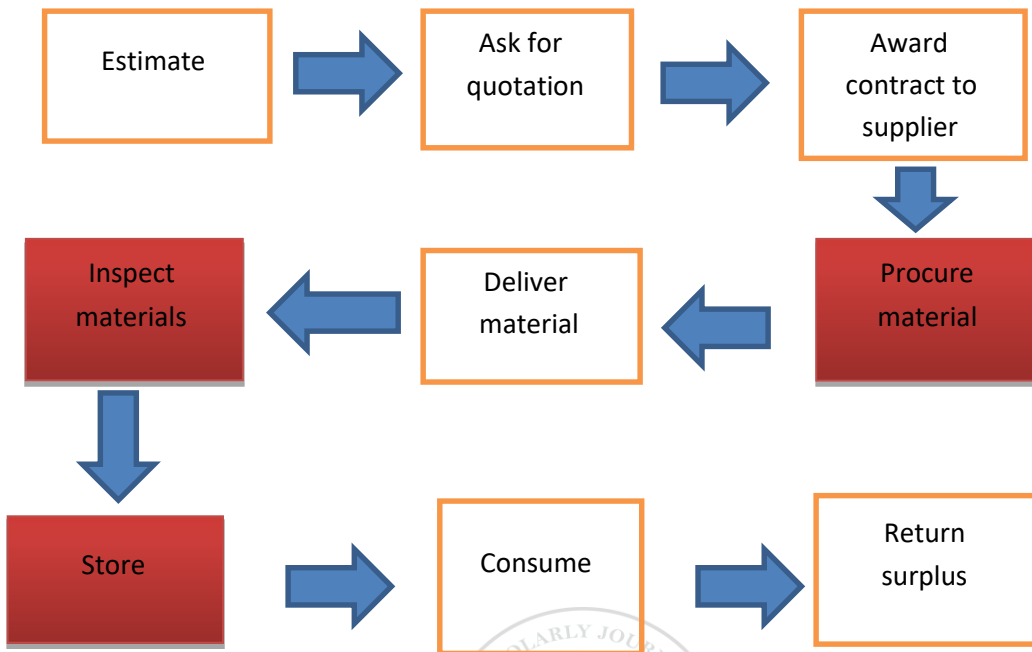 Estimate
Ask for
quotation
Award
contract to
supplier
Procure
material
Deliver
material
Inspect
materials
Store
Consume
Return
surplus